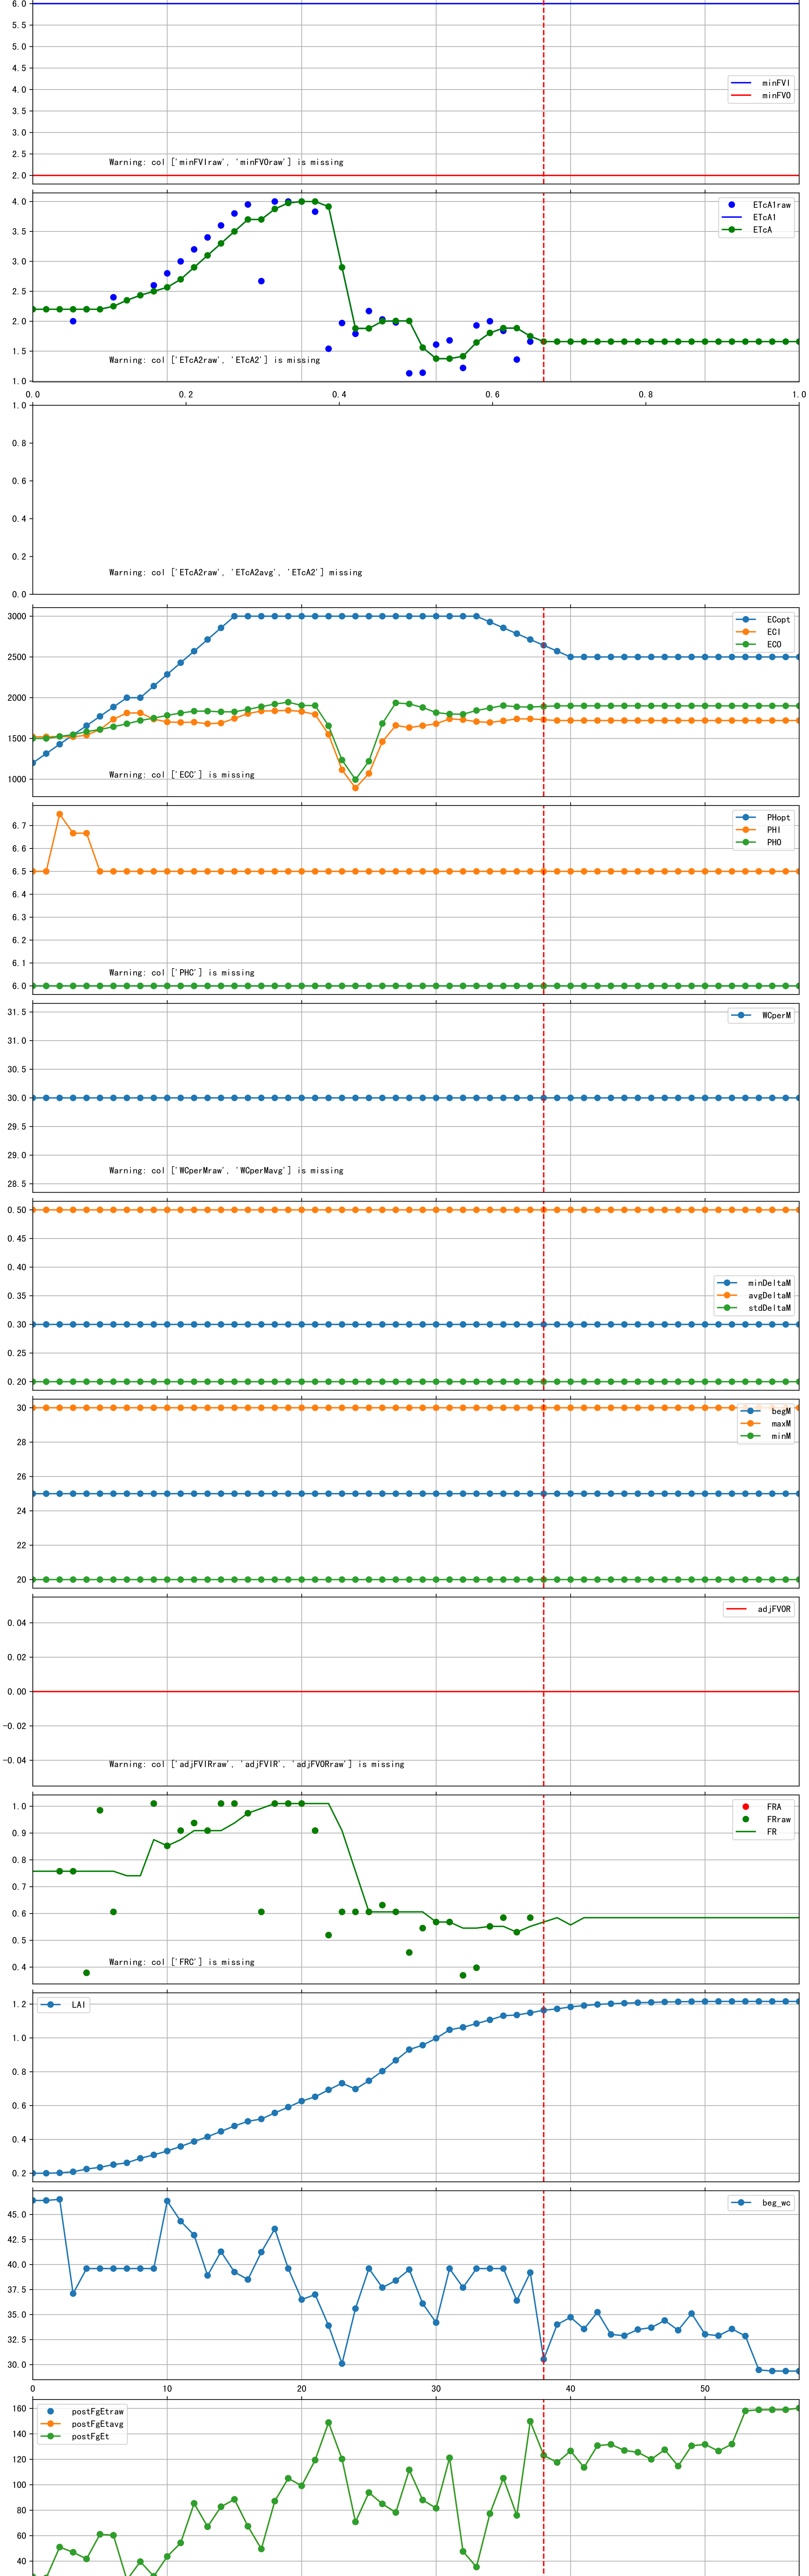 6.0
5.5
5.0
4.5
4.0
3.5
3.0
2.5
2.0
minFVI
minFVO
Warning: col ['minFVIraw', 'minFVOraw'] is missing
4.0
3.5
3.0
2.5
2.0
1.5
1.0
ETcA1raw
ETcA1
ETcA
Warning: col ['ETcA2raw', 'ETcA2'] is missing
0.0 0.2 0.4 0.6 0.8 1.0
1.0
0.8
0.6
0.4
0.2
0.0
Warning: col ['ETcA2raw', 'ETcA2avg', 'ETcA2'] missing
3000
2500
2000
1500
1000
ECopt
ECI
ECO
Warning: col ['ECC'] is missing
6.7
6.6
6.5
6.4
6.3
6.2
6.1
6.0
PHopt
PHI
PHO
Warning: col ['PHC'] is missing
31.5
31.0
30.5
30.0
29.5
29.0
28.5
WCperM
Warning: col ['WCperMraw', 'WCperMavg'] is missing
0.50
0.45
0.40
0.35
0.30
0.25
0.20
minDeltaM
avgDeltaM
stdDeltaM
30
28
26
24
22
20
begM
maxM
minM
0.04
0.02
0.00
-0.02
-0.04
adjFVOR
Warning: col ['adjFVIRraw', 'adjFVIR', 'adjFVORraw'] is missing
1.0
0.9
0.8
0.7
0.6
0.5
0.4
FRA
FRraw
FR
Warning: col ['FRC'] is missing
1.2
1.0
0.8
0.6
0.4
0.2
LAI
45.0
42.5
40.0
37.5
35.0
32.5
30.0
beg_wc
0 10 20 30 40 50
160
140
120
100
80
60
40
postFgEtraw
postFgEtavg
postFgEt